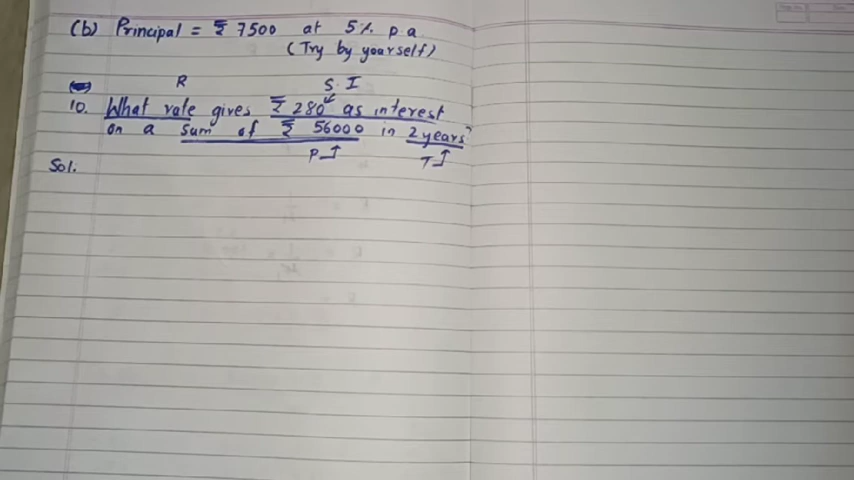 (b) Principal = ₹ 7500 at 5% p a
(Try by yourself)
R S. I
10. What rate gives ₹ 280 as interest
on a sum of ₹ 56000 in 2 years?
P T
Sol.